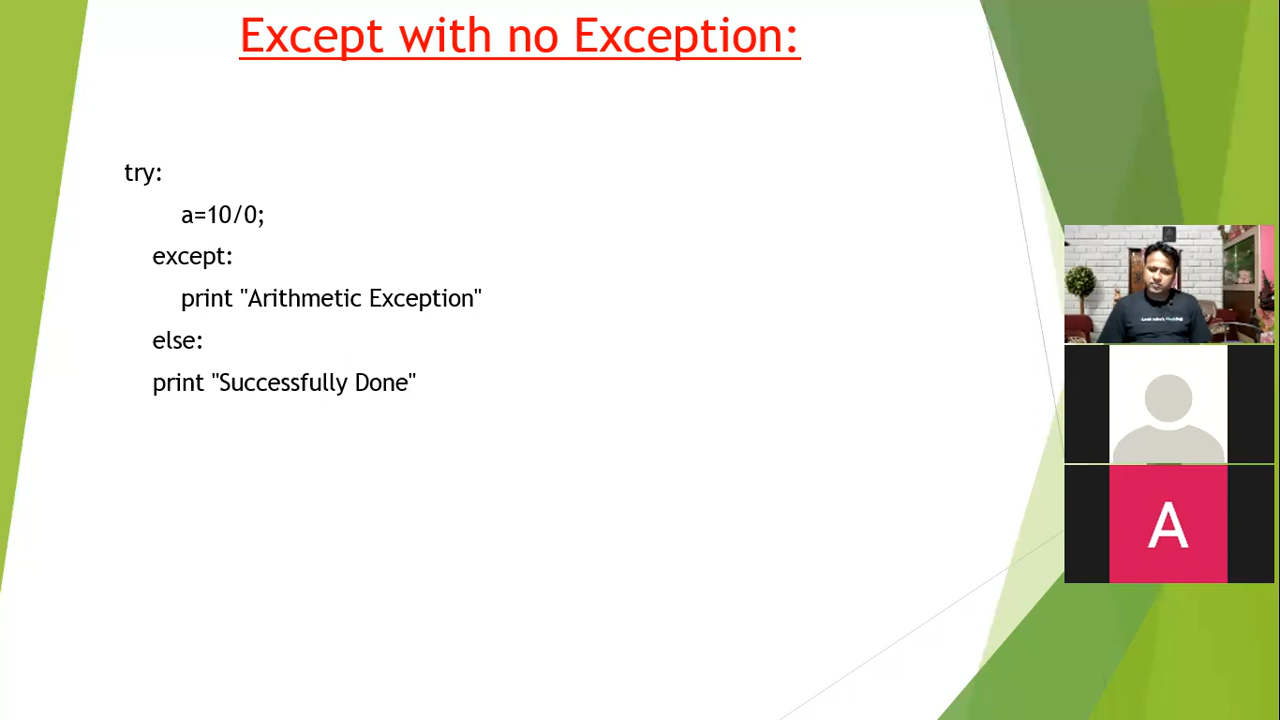 Except with no Exception:
try:
a=10/0;
except:
print "Arithmetic Exception"
else:
print "Successfully Done"
A